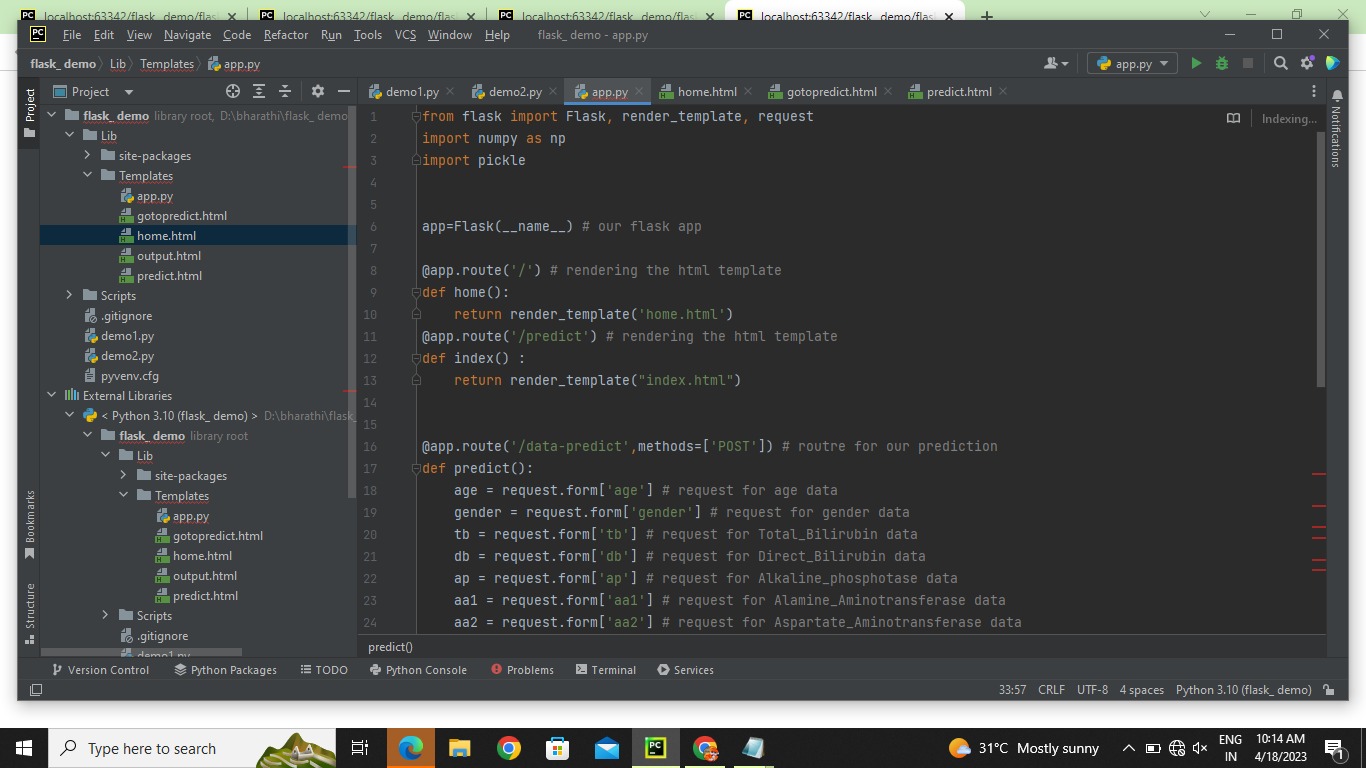 localhost:63342/flask_demo/flas
localhost:63342/flask_demo/flas
localhost:63342/flask_demo/flas
localhost:63342/flask_demo/flas
PC File Edit View Navigate Code Refactor Run Tools VCS Window Help flask_ demo - app.py
flask_ demo Lib Templates app.py
app.py
Project
demo1.py demo2.py app.py home.html gotopredict.html predict.html
Project
flask_demo library root, D:\bharathi\flask_demo
Lib
site-packages
Templates
app.py
gotopredict.html
home.html
output.html
predict.html
Scripts
.gitignore
demo1.py
demo2.py
pyvenv.cfg
External Libraries
< Python 3.10 (flask_ demo) > D:\bharathi\flask_
flask_demo library root
Lib
site-packages
Templates
app.py
gotopredict.html
home.html
output.html
predict.html
Scripts
.gitignore
demo1.py
Bookmarks
Structure
1 from flask import Flask, render_template, request
2 import numpy as np
3 import pickle
4
5
6 app=Flask(__name__) # our flask app
7
8 @app.route('/') # rendering the html template
9 def home():
10 return render_template('home.html')
11 @app.route('/predict') # rendering the html template
12 def index() :
13 return render_template("index.html")
14
15
16 @app.route('/data-predict',methods=['POST']) # routre for our prediction
17 def predict():
18 age = request.form['age'] # request for age data
19 gender = request.form['gender'] # request for gender data
20 tb = request.form['tb'] # request for Total_Bilirubin data
21 db = request.form['db'] # request for Direct_Bilirubin data
22 ap = request.form['ap'] # request for Alkaline_phosphotase data
23 aa1 = request.form['aa1'] # request for Alamine_Aminotransferase data
24 aa2 = request.form['aa2'] # request for Aspartate_Aminotransferase data
Indexing...
Notifications
predict()
Version Control Python Packages TODO Python Console Problems Terminal Services
33:57 CRLF UTF-8 4 spaces Python 3.10 (flask_ demo)
Type here to search
31°C Mostly sunny
ENG
IN
10:14 AM
4/18/2023
1